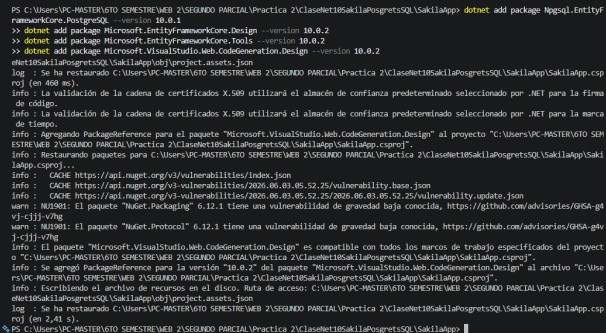 PS C:\Users\PC-MASTER\6TO SEMESTRE\WEB 2\SEGUNDO PARCIAL\Practica 2\ClaseNet10SakilaPosgretsSQL\SakilaApp> dotnet add package Npgsql.EntityF
rameworkCore.PostgreSQL --version 10.0.1
>> dotnet add package Microsoft.EntityFrameworkCore.Design --version 10.0.2
>> dotnet add package Microsoft.EntityFrameworkCore.Tools --version 10.0.2
>> dotnet add package Microsoft.VisualStudio.Web.CodeGeneration.Design --version 10.0.2
eNet10SakilaPosgretsSQL\SakilaApp\obj\project.assets.json
log  : Se ha restaurado C:\Users\PC-MASTER\6TO SEMESTRE\WEB 2\SEGUNDO PARCIAL\Practica 2\ClaseNet10SakilaPosgretsSQL\SakilaApp\SakilaApp.csp
roj (en 460 ms).
info : La validación de la cadena de certificados X.509 utilizará el almacén de confianza predeterminado seleccionado por .NET para la firma
 de código.
info : La validación de la cadena de certificados X.509 utilizará el almacén de confianza predeterminado seleccionado por .NET para la marca
 de tiempo.
info : Agregando PackageReference para el paquete "Microsoft.VisualStudio.Web.CodeGeneration.Design" al proyecto "C:\Users\PC-MASTER\6TO SEM
ESTRE\WEB 2\SEGUNDO PARCIAL\Practica 2\ClaseNet10SakilaPosgretsSQL\SakilaApp\SakilaApp.csproj".
info : Restaurando paquetes para C:\Users\PC-MASTER\6TO SEMESTRE\WEB 2\SEGUNDO PARCIAL\Practica 2\ClaseNet10SakilaPosgretsSQL\SakilaApp\Saki
laApp.csproj...
info :   CACHE https://api.nuget.org/v3/vulnerabilities/index.json
info :   CACHE https://api.nuget.org/v3-vulnerabilities/2026.06.03.05.52.25/vulnerability.base.json
info :   CACHE https://api.nuget.org/v3-vulnerabilities/2026.06.03.05.52.25/2026.06.03.05.52.25/vulnerability.update.json
warn : NU1901: El paquete "NuGet.Packaging" 6.12.1 tiene una vulnerabilidad de gravedad baja conocida, https://github.com/advisories/GHSA-g4
vj-cjjj-v7hg
warn : NU1901: El paquete "NuGet.Protocol" 6.12.1 tiene una vulnerabilidad de gravedad baja conocida, https://github.com/advisories/GHSA-g4v
j-cjjj-v7hg
info : El paquete "Microsoft.VisualStudio.Web.CodeGeneration.Design" es compatible con todos los marcos de trabajo especificados del proyect
o "C:\Users\PC-MASTER\6TO SEMESTRE\WEB 2\SEGUNDO PARCIAL\Practica 2\ClaseNet10SakilaPosgretsSQL\SakilaApp\SakilaApp.csproj".
info : Se agregó PackageReference para la versión "10.0.2" del paquete "Microsoft.VisualStudio.Web.CodeGeneration.Design" al archivo "C:\Use
rs\PC-MASTER\6TO SEMESTRE\WEB 2\SEGUNDO PARCIAL\Practica 2\ClaseNet10SakilaPosgretsSQL\SakilaApp\SakilaApp.csproj".
info : Escribiendo el archivo de recursos en el disco. Ruta de acceso: C:\Users\PC-MASTER\6TO SEMESTRE\WEB 2\SEGUNDO PARCIAL\Practica 2\Clas
eNet10SakilaPosgretsSQL\SakilaApp\obj\project.assets.json
log  : Se ha restaurado C:\Users\PC-MASTER\6TO SEMESTRE\WEB 2\SEGUNDO PARCIAL\Practica 2\ClaseNet10SakilaPosgretsSQL\SakilaApp\SakilaApp.csp
roj (en 2,41 s).
PS C:\Users\PC-MASTER\6TO SEMESTRE\WEB 2\SEGUNDO PARCIAL\Practica 2\ClaseNet10SakilaPosgretsSQL\SakilaApp>